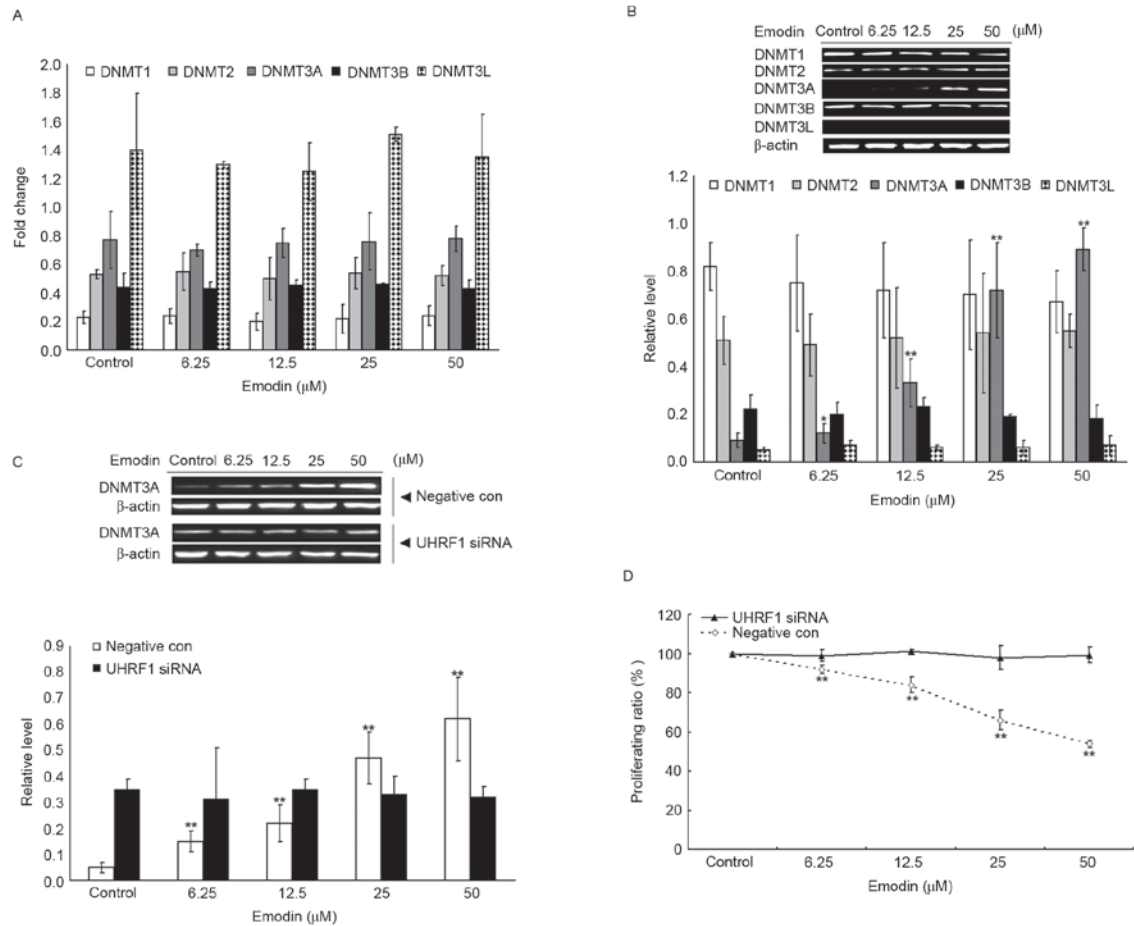 A
DNMT1 DNMT2 DNMT3A DNMT3B DNMT3L
2.0
1.8
1.6
1.4
1.2
1.0
0.8
0.6
0.4
0.2
0.0
Fold change
Control 6.25 12.5 25 50
Emodin (μM)
B
Emodin Control 6.25 12.5 25 50 (μM)
DNMT1
DNMT2
DNMT3A
DNMT3B
DNMT3L
β-actin
DNMT1 DNMT2 DNMT3A DNMT3B DNMT3L
1.2
1.0
0.8
0.6
0.4
0.2
0.0
Relative level
* ** ** **
Control 6.25 12.5 25 50
Emodin (μM)
C
Emodin Control 6.25 12.5 25 50 (μM)
DNMT3A
β-actin
Negative con
DNMT3A
β-actin
UHRF1 siRNA
Negative con
UHRF1 siRNA
0.9
0.8
0.7
0.6
0.5
0.4
0.3
0.2
0.1
0.0
Relative level
** ** ** **
Control 6.25 12.5 25 50
Emodin (μM)
D
UHRF1 siRNA
Negative con
120
100
80
60
40
20
0
Proliferating ratio (%)
** ** ** **
Control 6.25 12.5 25 50
Emodin (μM)